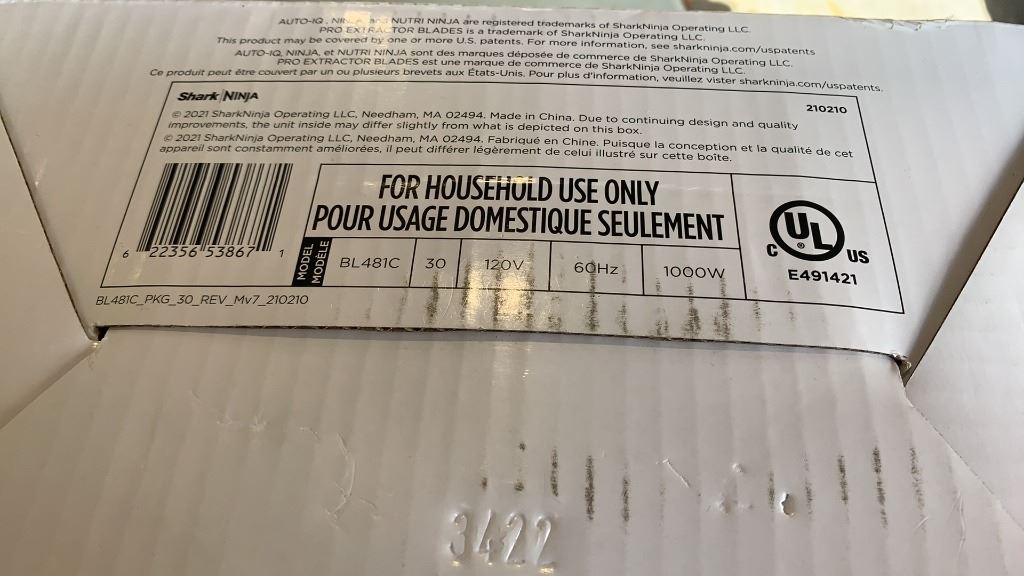 AUTO-IQ, NINJA, and NUTRI NINJA are registered trademarks of SharkNinja Operating LLC.
PRO EXTRACTOR BLADES is a trademark of SharkNinja Operating LLC.
This product may be covered by one or more U.S. patents. For more information, see sharkninja.com/uspatents
AUTO-IQ, NINJA, et NUTRI NINJA sont des marques déposée de commerce de SharkNinja Operating LLC.
PRO EXTRACTOR BLADES est une marque de commerce de SharkNinja Operating LLC.
Ce produit peut être couvert par un ou plusieurs brevets aux États-Unis. Pour plus d'information, veuillez vister sharkninja.com/uspatents.
Shark NINJA
210210
© 2021 SharkNinja Operating LLC, Needham, MA 02494. Made in China. Due to continuing design and quality
improvements, the unit inside may differ slightly from what is depicted on this box.
© 2021 SharkNinja Operating LLC, Needham, MA 02494. Fabriqué en Chine. Puisque la conception et la qualité de cet
appareil sont constamment améliorées, il peut différer légèrement de celui illustré sur cette boîte.
FOR HOUSEHOLD USE ONLY
POUR USAGE DOMESTIQUE SEULEMENT
MODEL
MODÈLE
BL481C 30 120V 60Hz 1000W
6 22356 53867 1
C UL ® US
E491421
BL481C_PKG_30_REV_Mv7_210210
3422